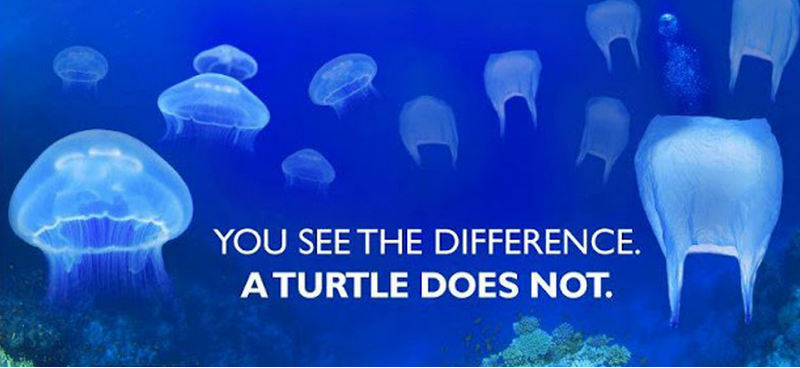 YOU SEE THE DIFFERENCE.
A TURTLE DOES NOT.